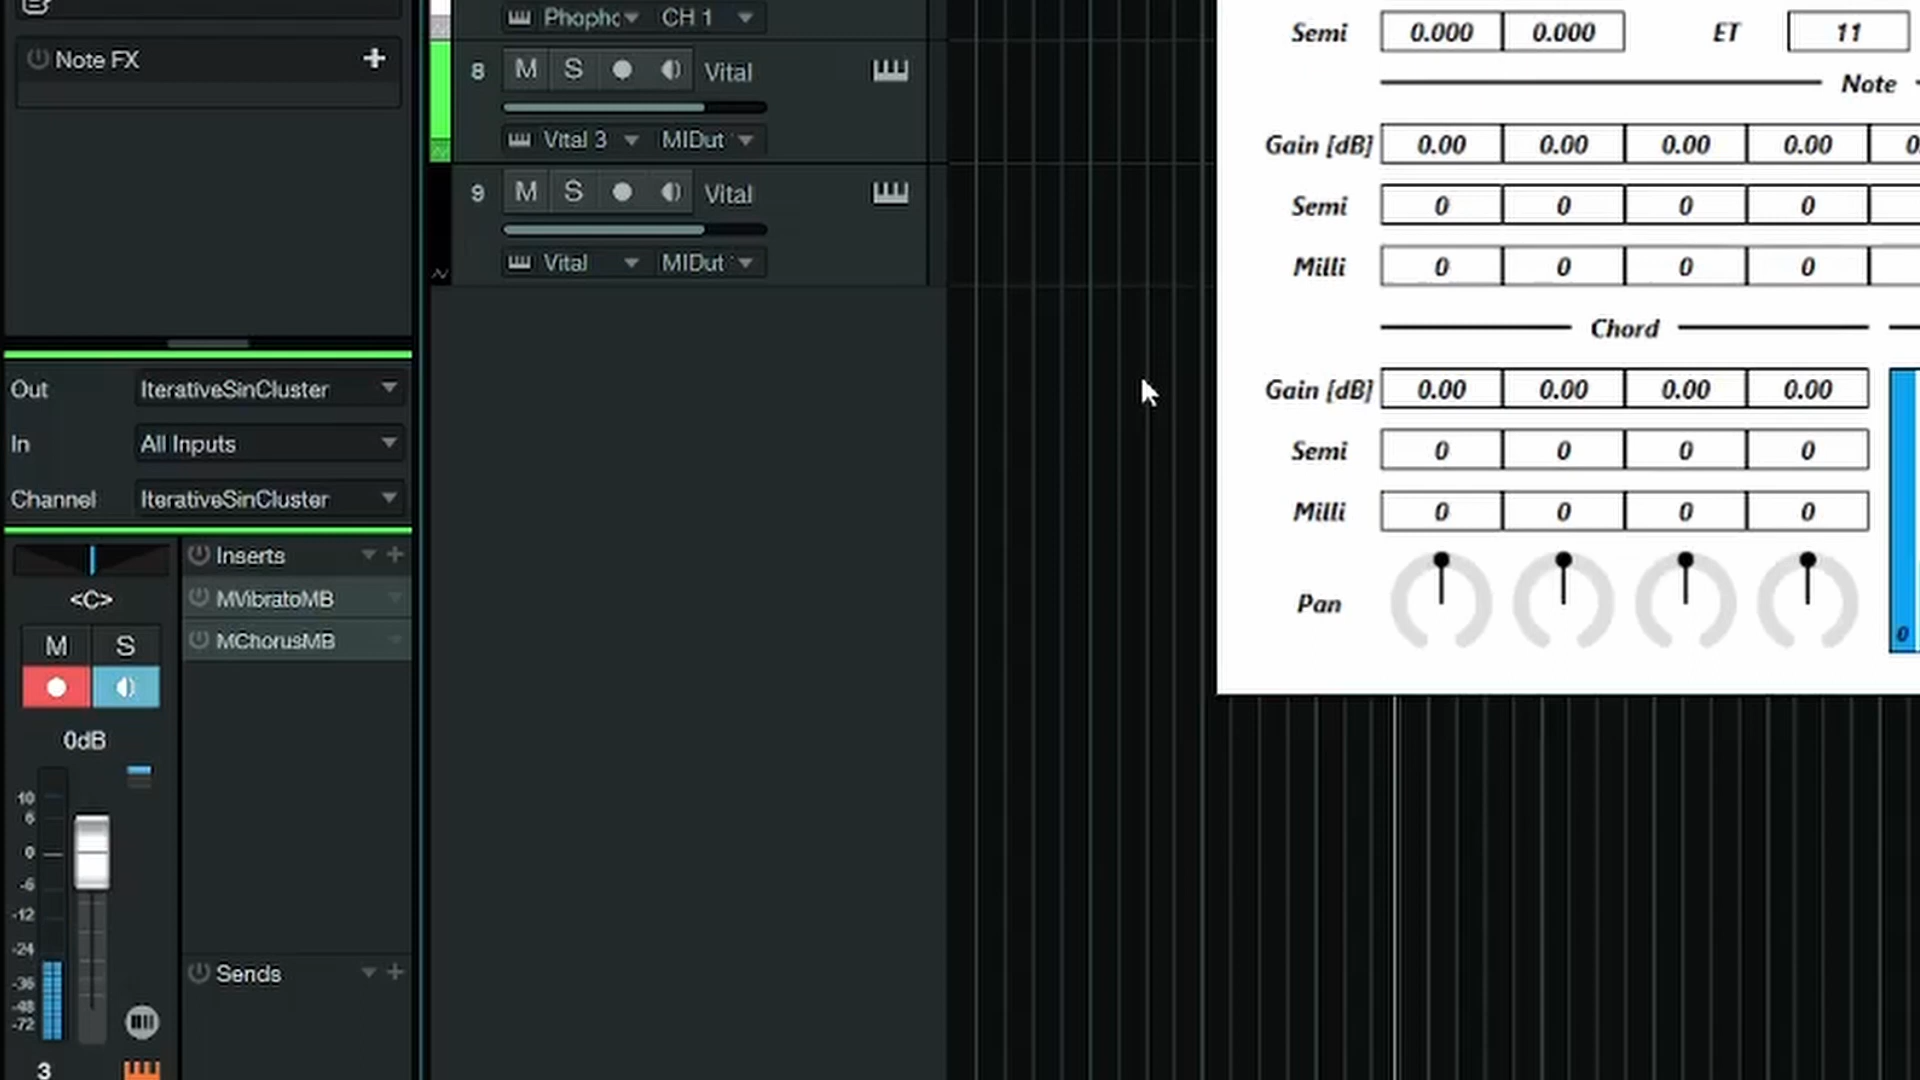 Phophc CH 1
Note FX
8 M S Vital
Vital 3 MIDut
9 M S Vital
Vital MIDut
Out IterativeSinCluster
In All Inputs
Channel IterativeSinCluster
Inserts
<C> MVibratoMB
M S MChorusMB
0dB
10
6
0
-6
-12
-24
-36
-48
-72
Sends
3
Semi 0.000 0.000 ET 11
Note
Gain [dB] 0.00 0.00 0.00 0.00
Semi 0 0 0 0
Milli 0 0 0 0
Chord
Gain [dB] 0.00 0.00 0.00 0.00
Semi 0 0 0 0
Milli 0 0 0 0
Pan
0